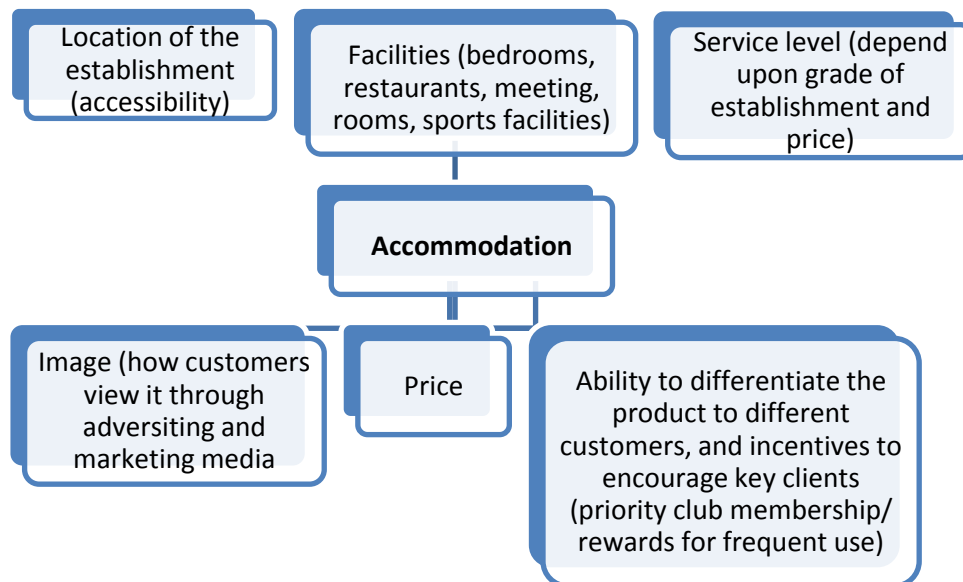 Location of the
establishment
(accessibility)
Facilities (bedrooms,
restaurants, meeting,
rooms, sports facilities)
Service level (depend
upon grade of
establishment and
price)
Accommodation
Image (how customers
view it through
adversiting and
marketing media
Price
Ability to differentiate the
product to different
customers, and incentives to
encourage key clients
(priority club membership/
rewards for frequent use)